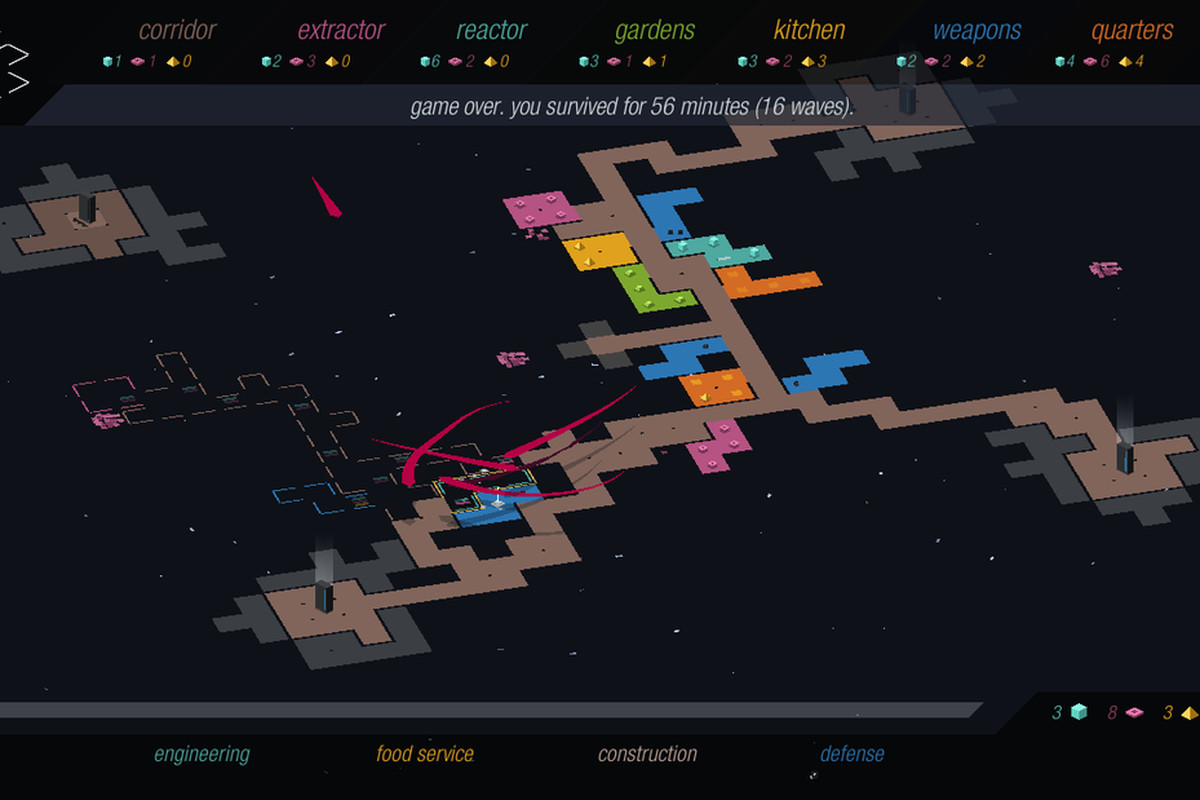 corridor extractor reactor gardens kitchen weapons quarters
1 1 0 2 3 0 6 2 0 3 1 1 3 2 3 2 2 2 4 6 4
game over. you survived for 56 minutes (16 waves).
3 8 3
engineering food service construction defense